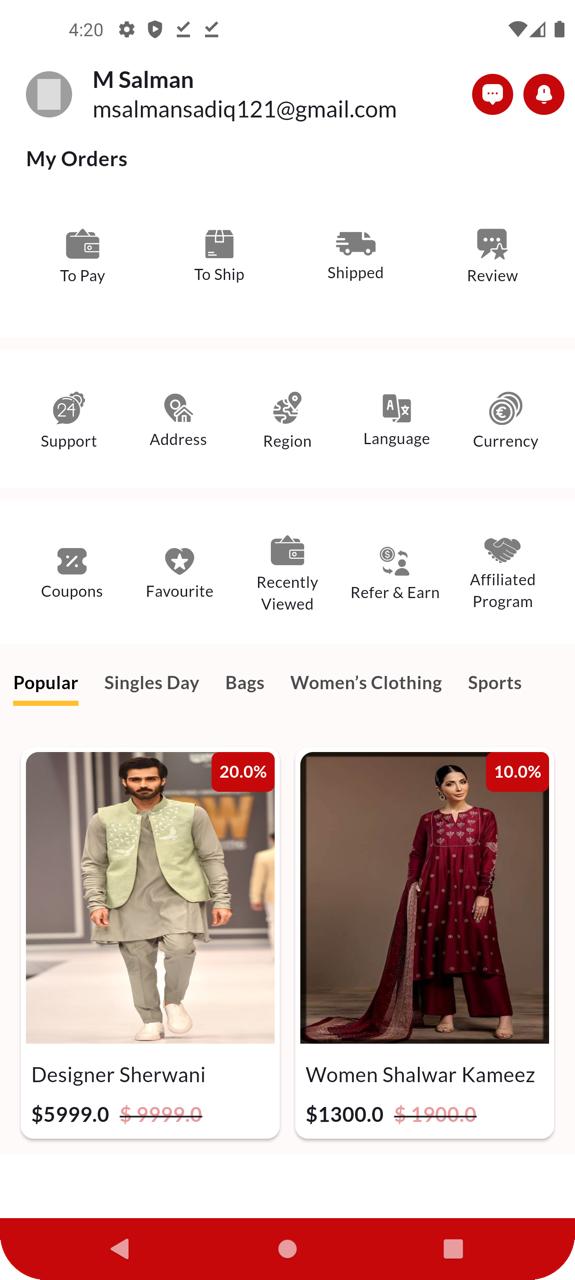 4:20
M Salman
msalmansadiq121@gmail.com
My Orders
To Pay
To Ship
Shipped
Review
24
Support
Address
Region
A
Language
€
Currency
Coupons
Favourite
Recently
Viewed
$
Refer & Earn
Affiliated
Program
Popular
Singles Day
Bags
Women’s Clothing
Sports
20.0%
10.0%
W
Designer Sherwani
Women Shalwar Kameez
$5999.0 $ 9999.0
$1300.0 $ 1900.0